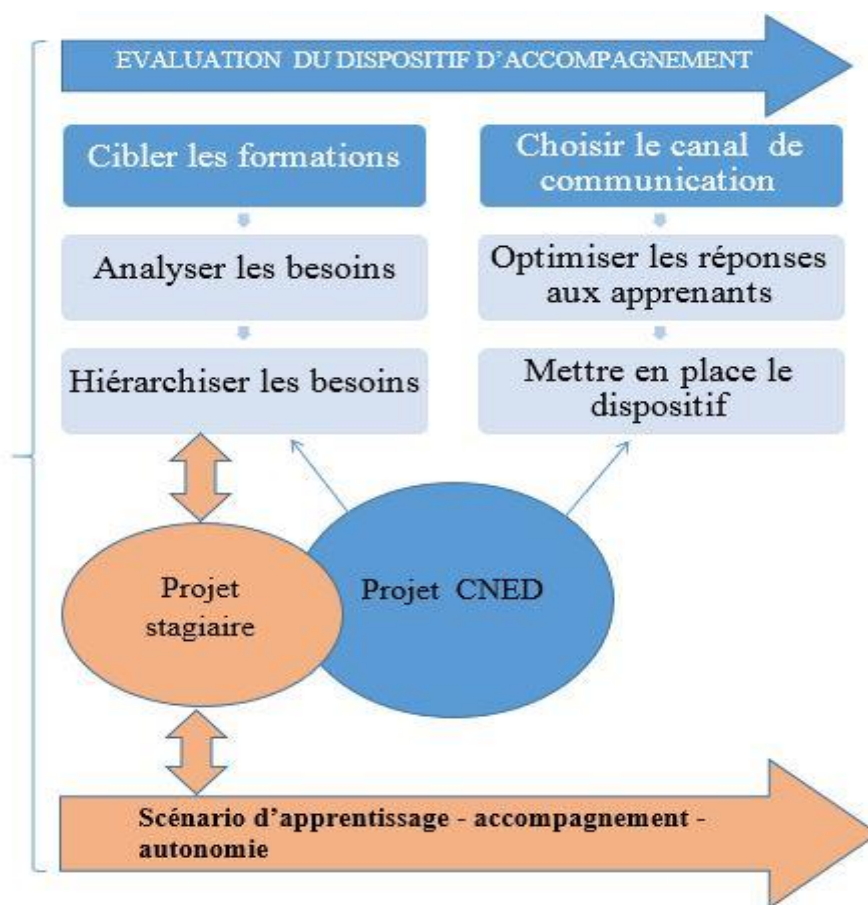 EVALUATION DU DISPOSITIF D'ACCOMPAGNEMENT
Cibler les formations
Analyser les besoins
Hiérarchiser les besoins
Choisir le canal de
communication
Optimiser les réponses
aux apprenants
Mettre en place le
dispositif
Projet
stagiaire
Projet CNED
Scénario d'apprentissage - accompagnement -
autonomie